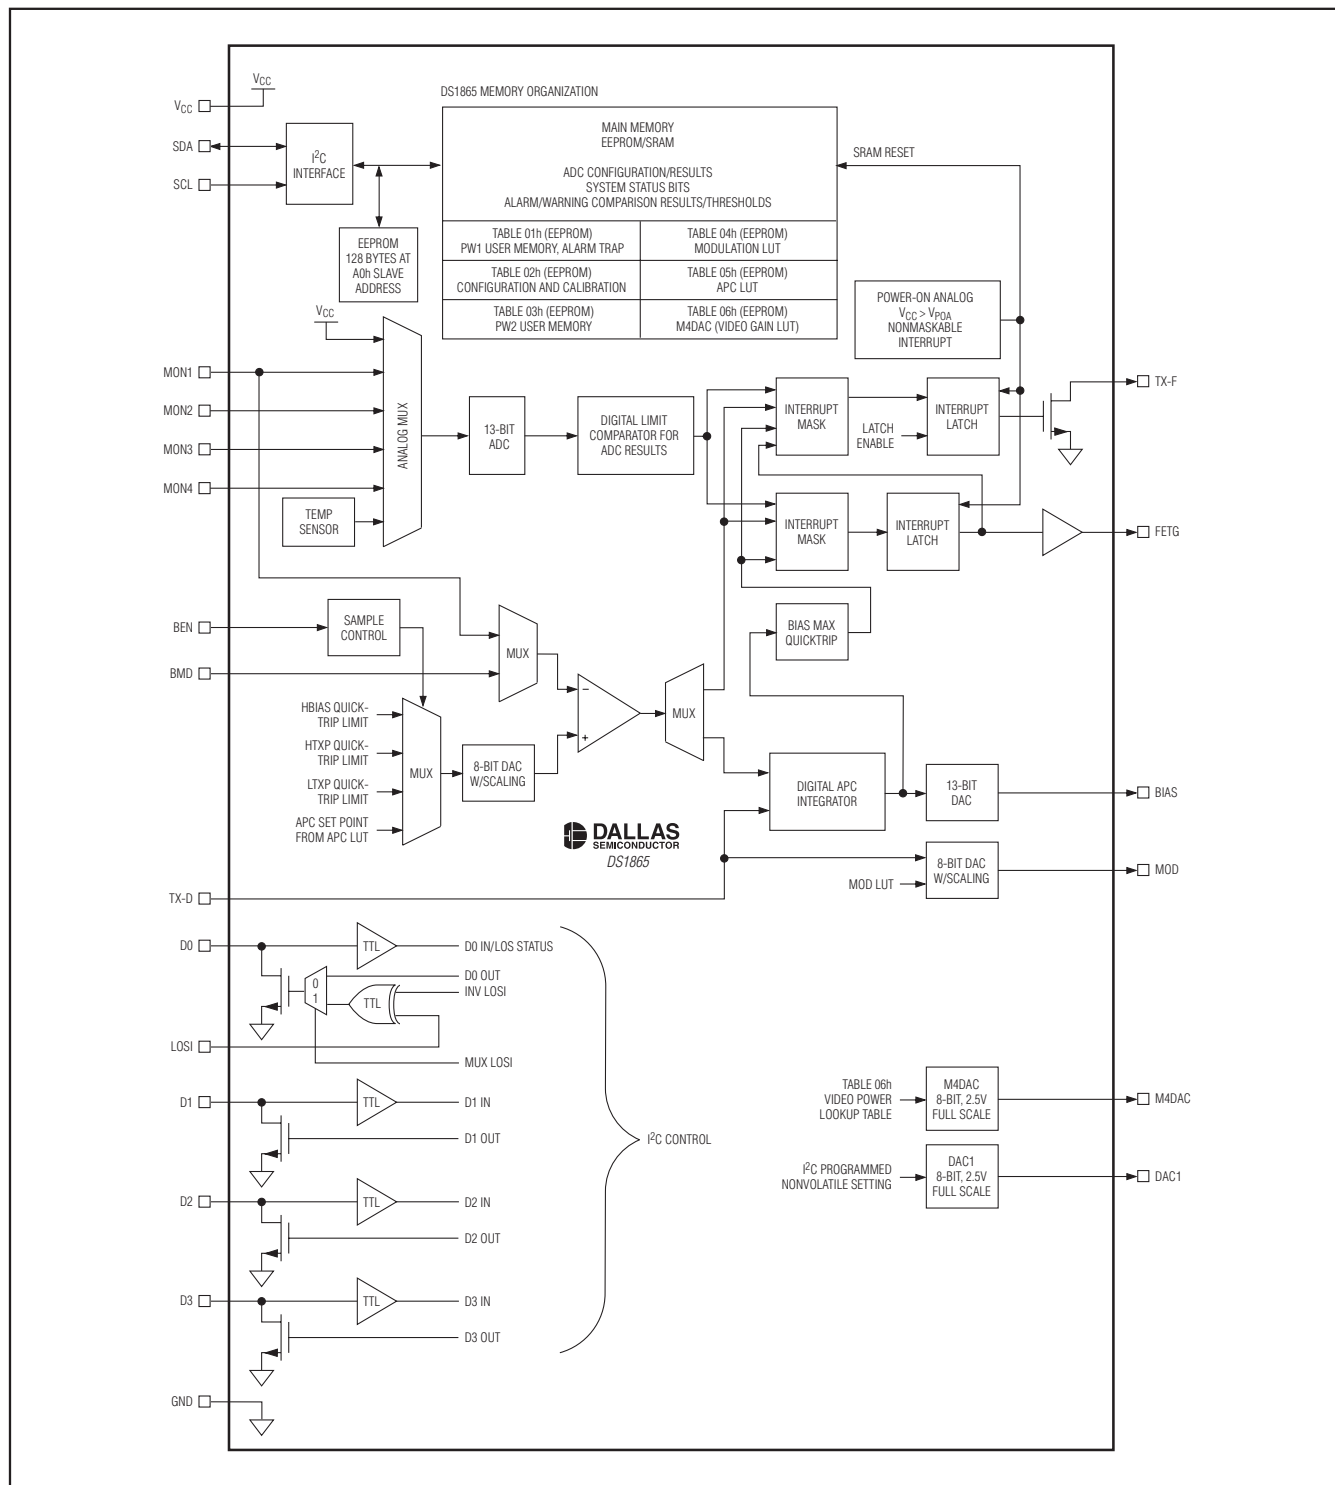 VCC
VCC
SDA
SCL
I2C
INTERFACE
EEPROM
128 BYTES AT
A0h SLAVE
ADDRESS
DS1865 MEMORY ORGANIZATION
MAIN MEMORY
EEPROM/SRAM
ADC CONFIGURATION/RESULTS
SYSTEM STATUS BITS
ALARM/WARNING COMPARISON RESULTS/THRESHOLDS
TABLE 01h (EEPROM)
PW1 USER MEMORY, ALARM TRAP
TABLE 04h (EEPROM)
MODULATION LUT
TABLE 02h (EEPROM)
CONFIGURATION AND CALIBRATION
TABLE 05h (EEPROM)
APC LUT
TABLE 03h (EEPROM)
PW2 USER MEMORY
TABLE 06h (EEPROM)
M4DAC (VIDEO GAIN LUT)
SRAM RESET
POWER-ON ANALOG
VCC > VPOA
NONMASKABLE
INTERRUPT
VCC
MON1
MON2
MON3
MON4
TEMP
SENSOR
ANALOG MUX
13-BIT
ADC
DIGITAL LIMIT
COMPARATOR FOR
ADC RESULTS
INTERRUPT
MASK
LATCH
ENABLE
INTERRUPT
LATCH
TX-F
INTERRUPT
MASK
INTERRUPT
LATCH
FETG
BEN
SAMPLE
CONTROL
BMD
MUX
BIAS MAX
QUICKTRIP
HBIAS QUICK-
TRIP LIMIT
HTXP QUICK-
TRIP LIMIT
LTXP QUICK-
TRIP LIMIT
APC SET POINT
FROM APC LUT
MUX
8-BIT DAC
W/SCALING
−
+
MUX
DIGITAL APC
INTEGRATOR
13-BIT
DAC
BIAS
DALLAS
SEMICONDUCTOR
DS1865
8-BIT DAC
W/SCALING
MOD LUT
MOD
TX-D
D0
TTL
D0 IN/LOS STATUS
0
1
D0 OUT
INV LOSI
TTL
LOSI
MUX LOSI
D1
TTL
D1 IN
D1 OUT
I2C CONTROL
D2
TTL
D2 IN
D2 OUT
D3
TTL
D3 IN
D3 OUT
GND
TABLE 06h
VIDEO POWER
LOOKUP TABLE
M4DAC
8-BIT, 2.5V
FULL SCALE
M4DAC
I2C PROGRAMMED
NONVOLATILE SETTING
DAC1
8-BIT, 2.5V
FULL SCALE
DAC1